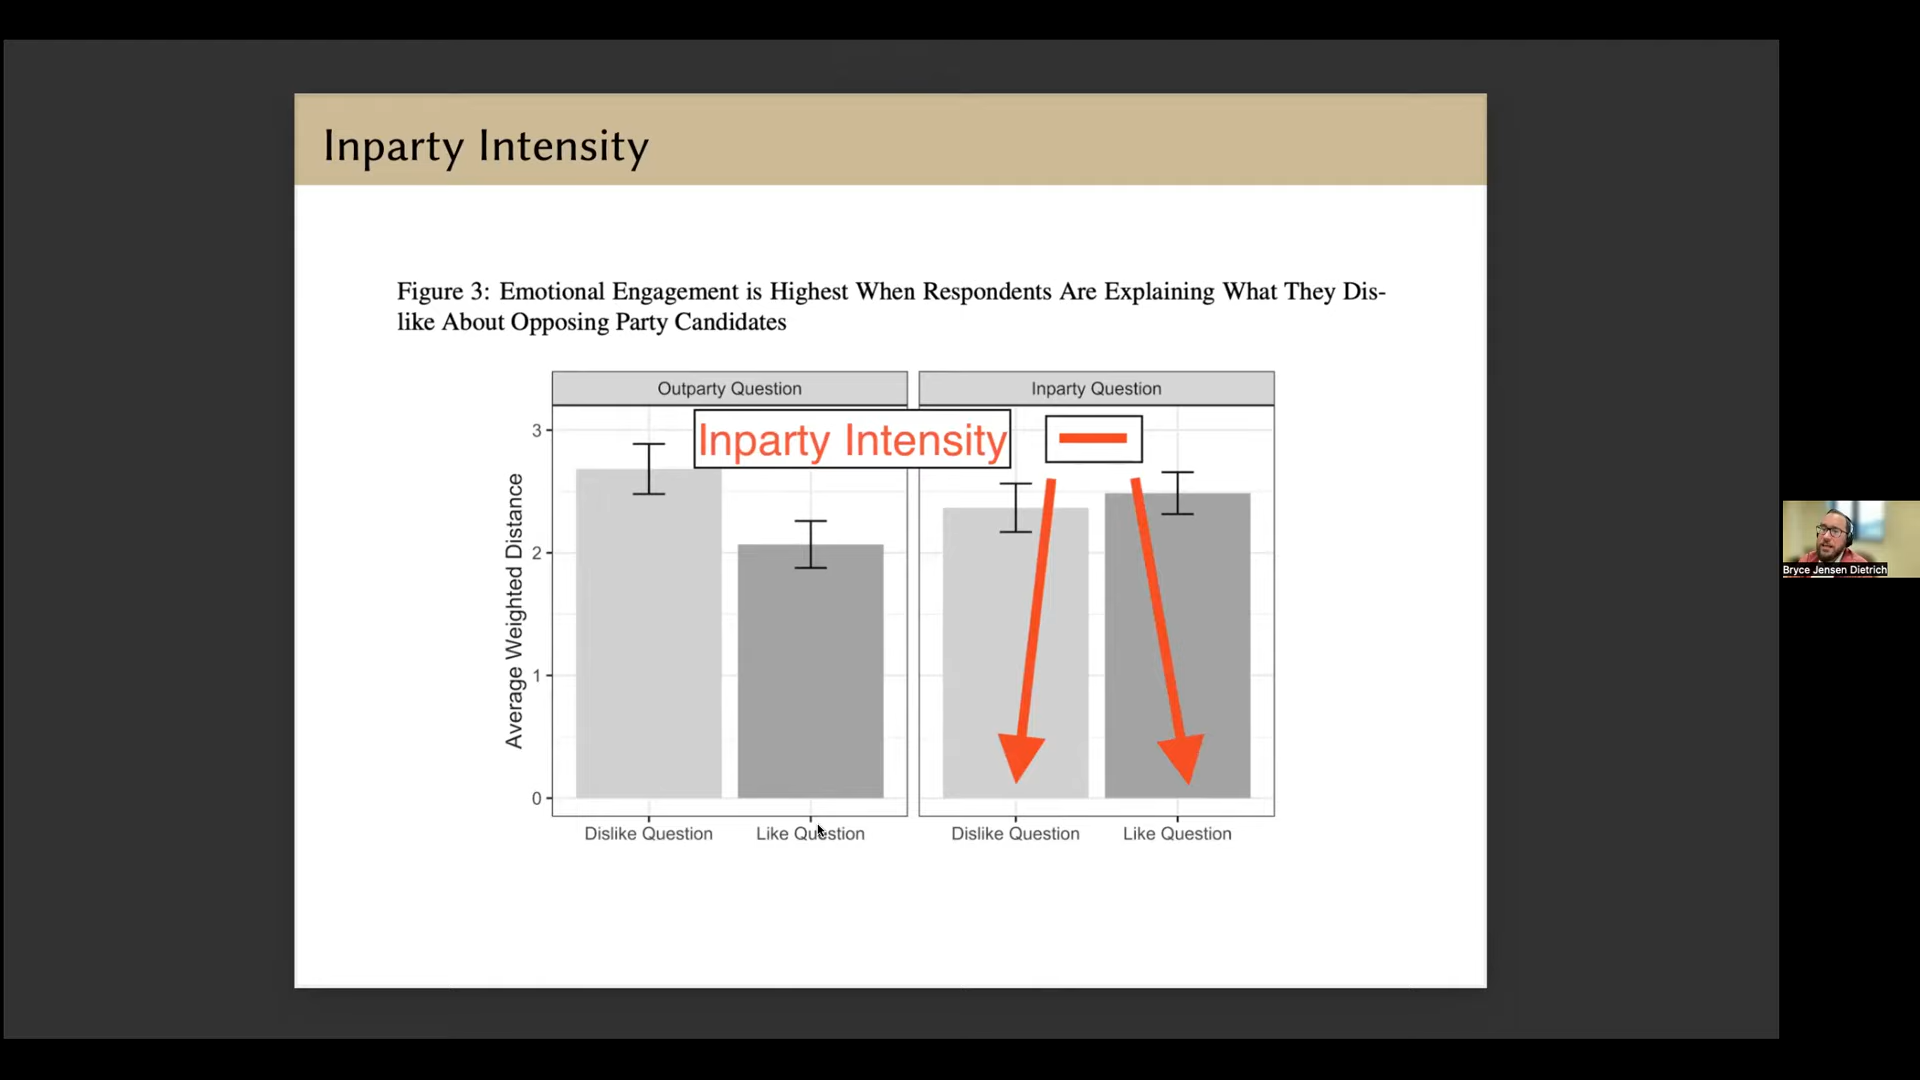 Inparty Intensity
Figure 3: Emotional Engagement is Highest When Respondents Are Explaining What They Dis-
like About Opposing Party Candidates
Outparty Question
Inparty Question
Inparty Intensity
Average Weighted Distance
3
2
1
0
Dislike Question
Like Question
Dislike Question
Like Question
Bryce Jensen Dietrich